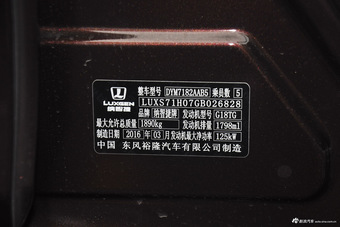 整车型号 DYM7182AAB5 乘员数 5
LUXS71H07GB026828
LUXGEN
纳智捷
品牌 纳智捷牌 发动机型号 G18TG
最大允许总质量 1890kg 发动机排量 1798ml
制造日期 2016 年 03 月 发动机最大净功率 125kW
中国 东风裕隆汽车有限公司制造